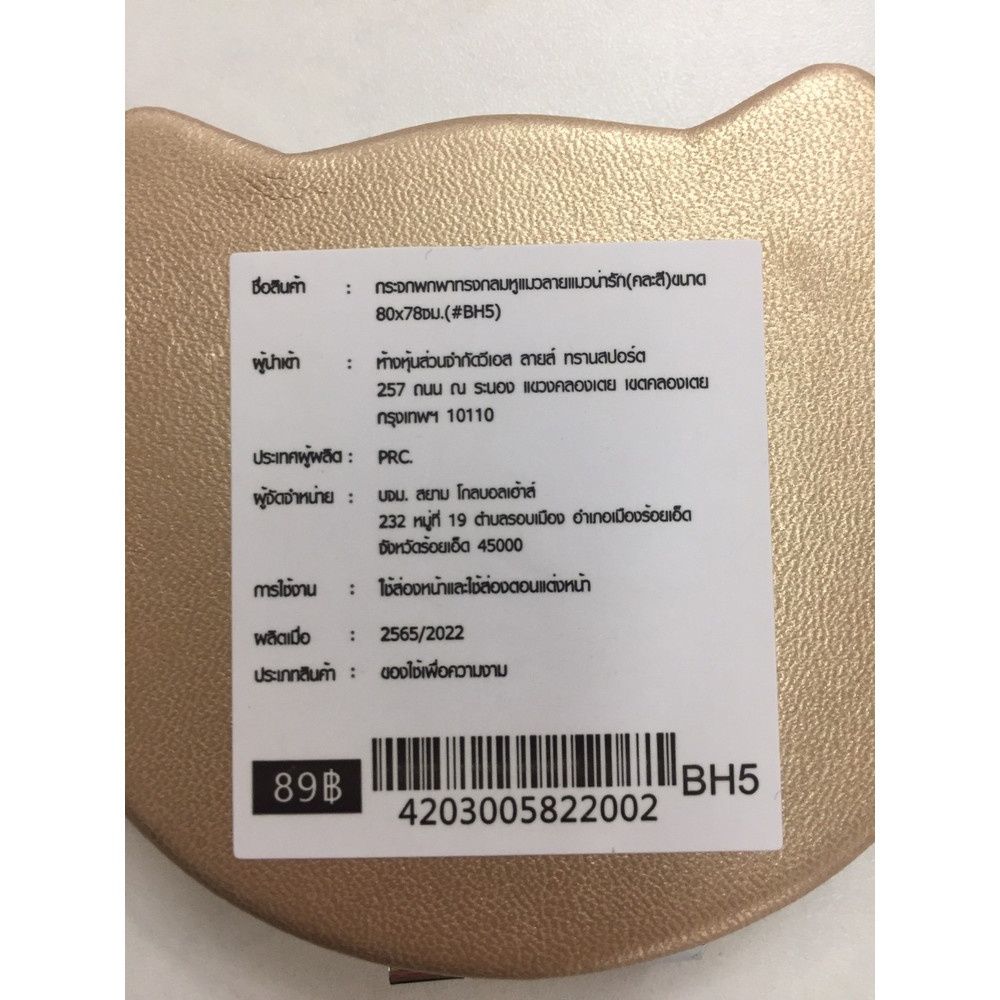 ชื่อสินค้า : กระจกพกพาทรงกลมหูแมวลายแมวน่ารัก(คละสี)ขนาด
80x78ซม.(#BH5)
ผู้นำเข้า : ห้างหุ้นส่วนจำกัดวีเอส ลายส์ ทรานสปอร์ต
257 ถนน ณ ระนอง แขวงคลองเตย เขตคลองเตย
กรุงเทพฯ 10110
ประเทศผู้ผลิต : PRC.
ผู้จัดจำหน่าย : บจม. สยาม โกลบอลเฮ้าส์
232 หมู่ที่ 19 ตำบลรอบเมือง อำเภอเมืองร้อยเอ็ด
จังหวัดร้อยเอ็ด 45000
การใช้งาน : ใช้ส่องหน้าและใช้ส่องตอนแต่งหน้า
ผลิตเมื่อ : 2565/2022
ประเภทสินค้า : ของใช้เพื่อความงาม
89฿
4203005822002
BH5